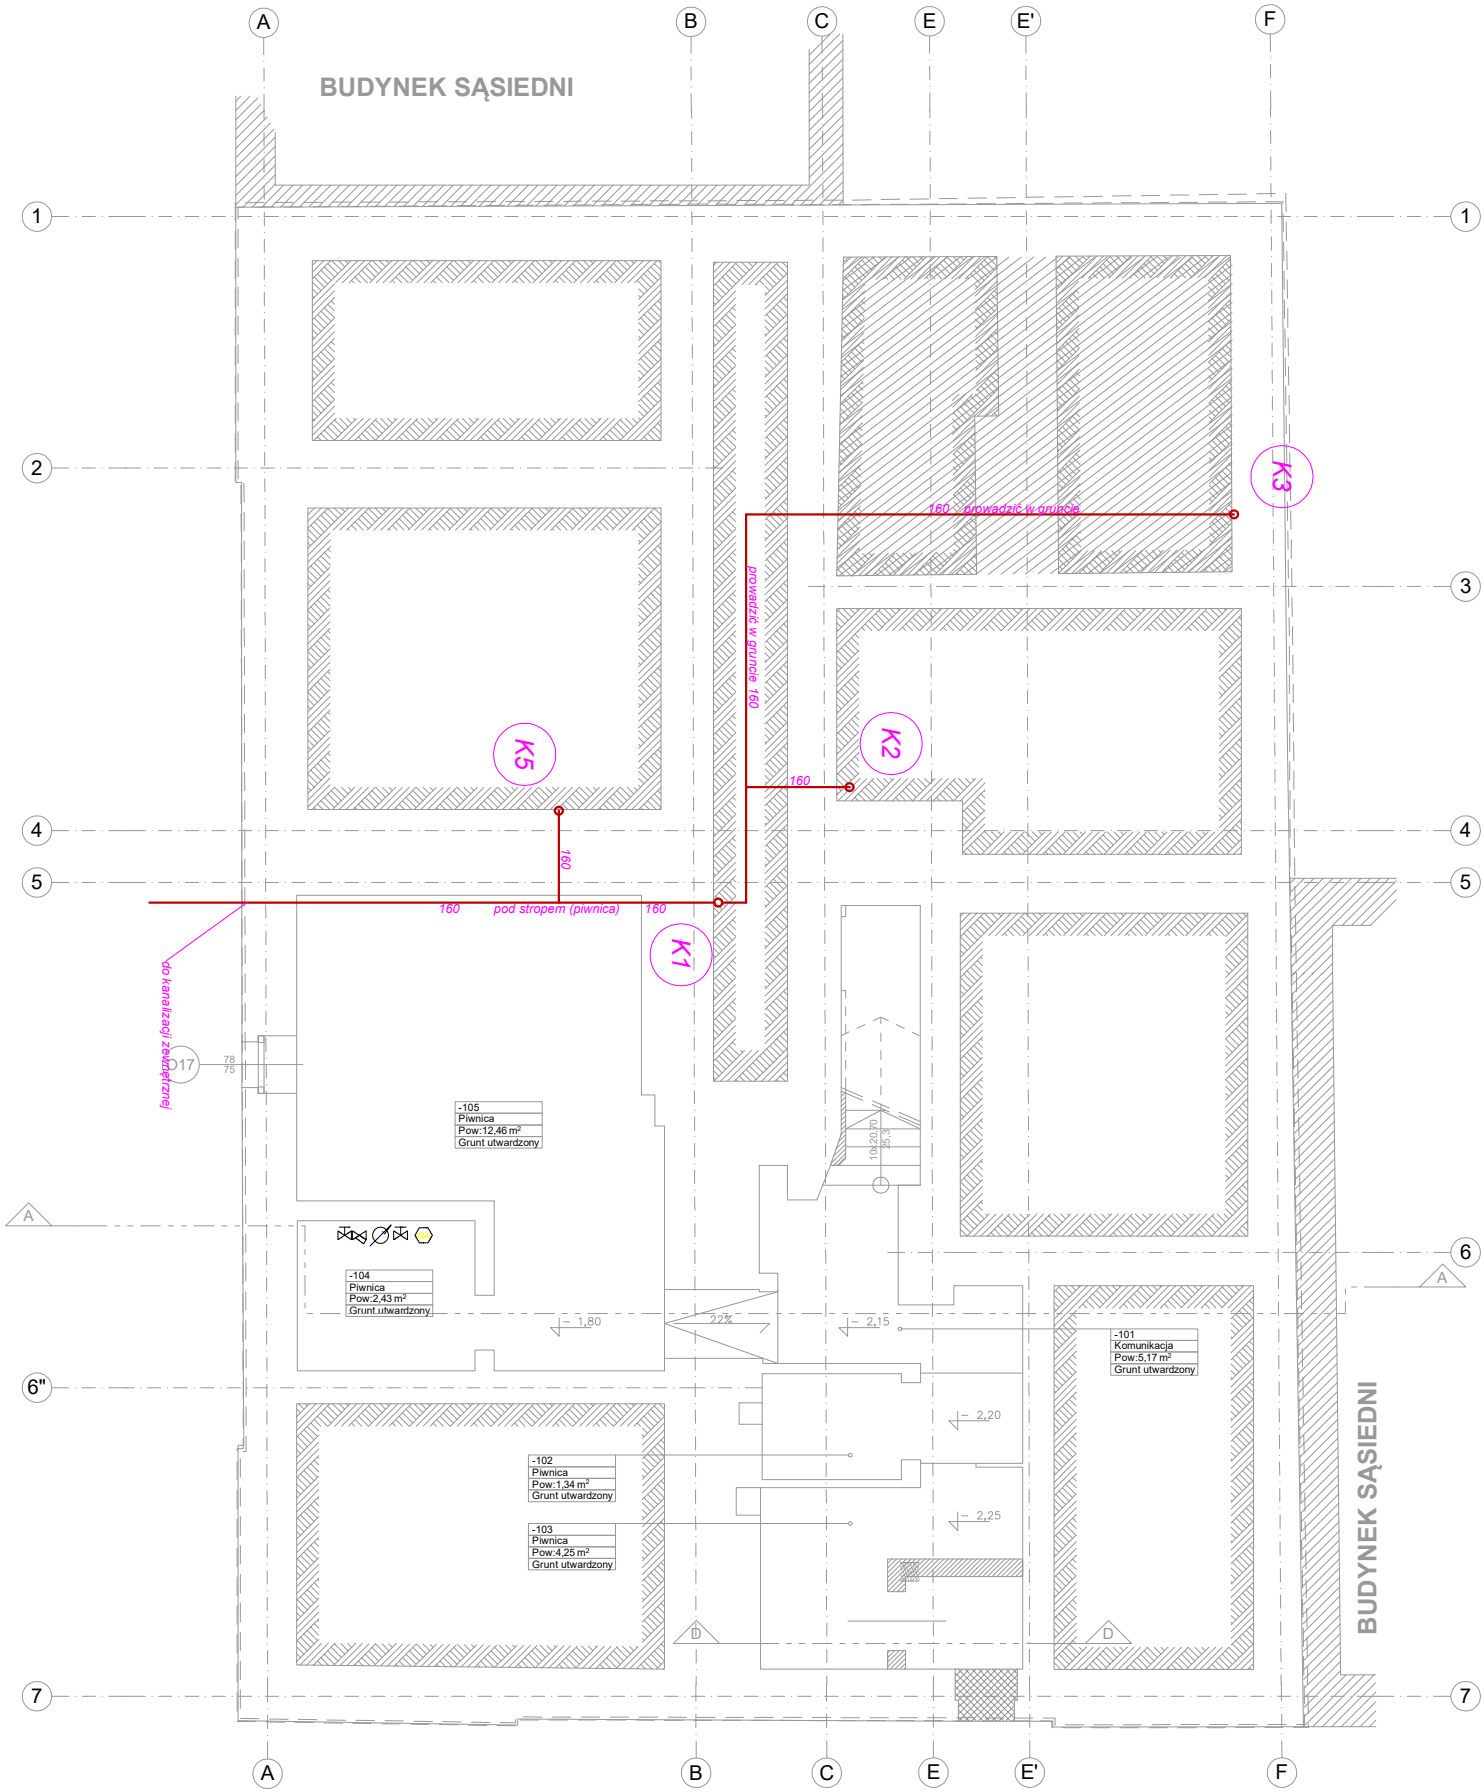 A
B
C
E
E'
F
BUDYNEK SĄSIEDNI
1
1
2
K3
160 prowadzić w gruncie
3
prowadzić w gruncie 160
K5
K2
160
4
4
160
5
5
160 pod stropem (piwnica) 160
K1
do kanalizacji zewnętrznej
O17
78
75
-105
Piwnica
Pow:12,46 m²
Grunt utwardzony
10x20,70
25,3
A
6
A
-104
Piwnica
Pow:2,43 m²
Grunt utwardzony
- 1,80
22%
- 2,15
-101
Komunikacja
Pow:5,17 m²
Grunt utwardzony
6"
- 2,20
-102
Piwnica
Pow:1,34 m²
Grunt utwardzony
- 2,25
-103
Piwnica
Pow:4,25 m²
Grunt utwardzony
BUDYNEK SĄSIEDNI
D
D
7
7
A
B
C
E
E'
F